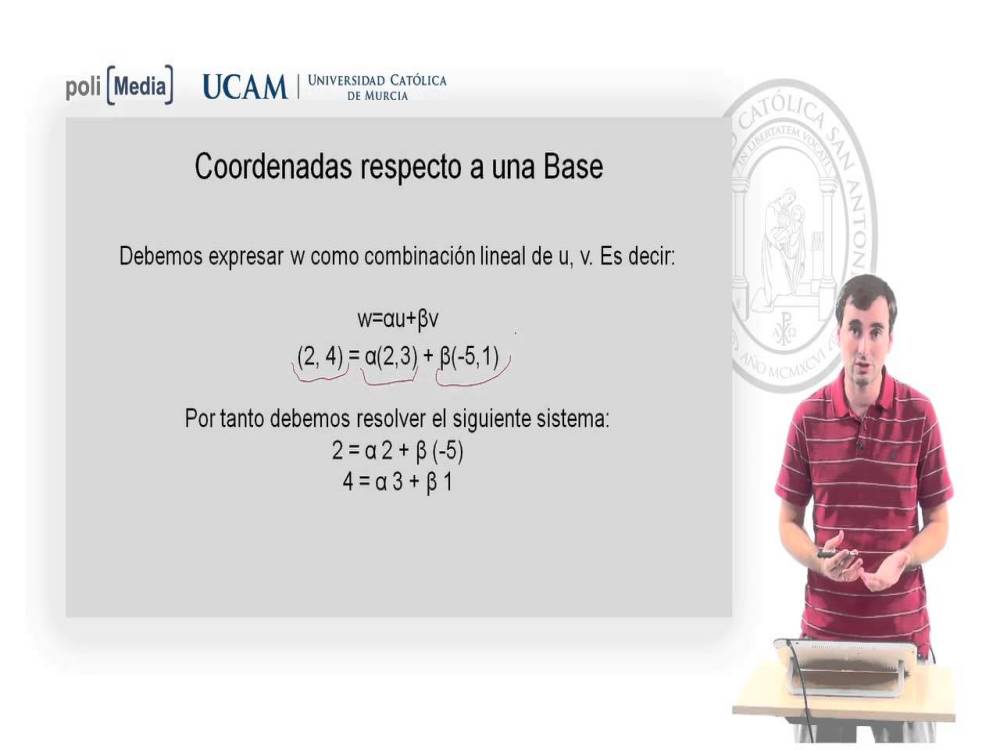 poli [Media]
UCAM | UNIVERSIDAD CATÓLICA
DE MURCIA
CATÓLICA SAN ANTONIO
IN LIBERTATEM VOCATI
AÑO MCMXCVI
Coordenadas respecto a una Base
Debemos expresar w como combinación lineal de u, v. Es decir:
w=αu+βv
(2, 4) = α(2,3) + β(-5,1)
Por tanto debemos resolver el siguiente sistema:
2 = α 2 + β (-5)
4 = α 3 + β 1